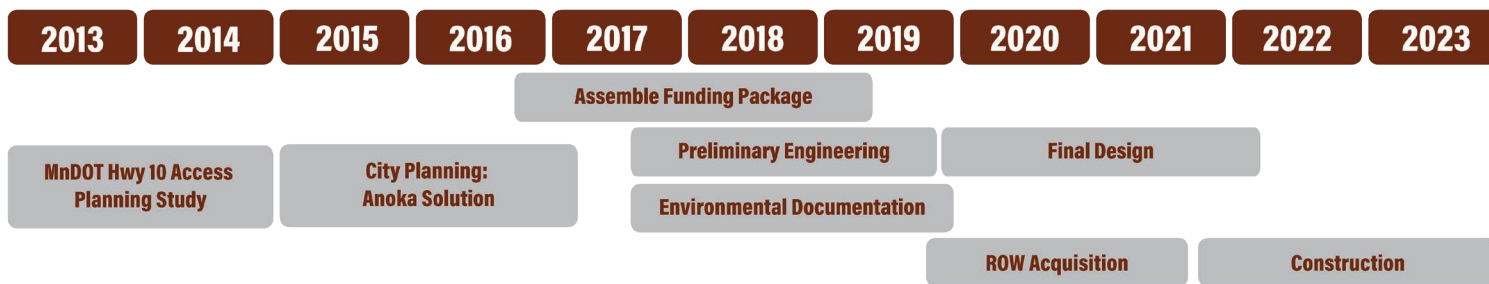 2013 2014 2015 2016 2017 2018 2019 2020 2021 2022 2023
Assemble Funding Package
Preliminary Engineering
Final Design
MnDOT Hwy 10 Access
Planning Study
City Planning:
Anoka Solution
Environmental Documentation
ROW Acquisition
Construction